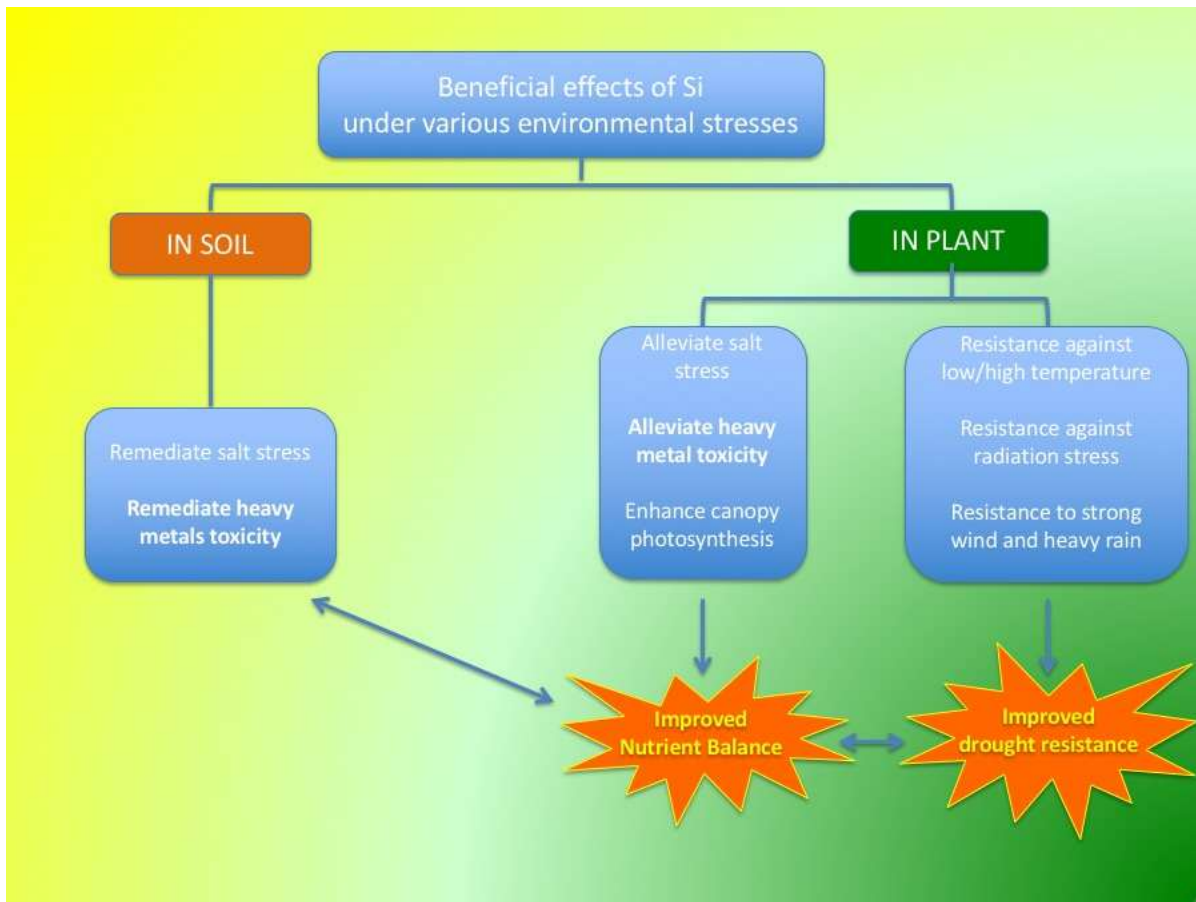 Beneficial effects of Si
under various environmental stresses
IN SOIL
IN PLANT
Remediate salt stress
Remediate heavy
metals toxicity
Alleviate salt
stress
Alleviate heavy
metal toxicity
Enhance canopy
photosynthesis
Resistance against
low/high temperature
Resistance against
radiation stress
Resistance to strong
wind and heavy rain
Improved
Nutrient Balance
Improved
drought resistance